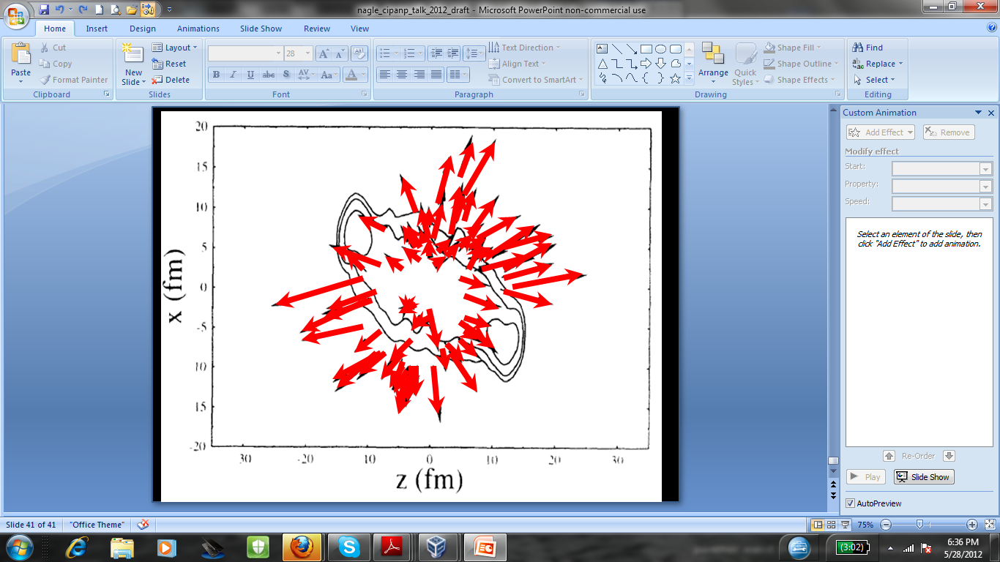 nagle_cipanp_talk_2012_draft - Microsoft PowerPoint non-commercial use
Home Insert Design Animations Slide Show Review View
Paste
Cut
Copy
Format Painter
Clipboard
New Slide
Layout
Reset
Delete
Slides
28
B I U abe S AV Aa A
Font
Text Direction
Align Text
Convert to SmartArt
Paragraph
Arrange
Quick Styles
Shape Fill
Shape Outline
Shape Effects
Drawing
Find
Replace
Select
Editing
20
15
10
5
0
-5
10
15
-20
x (fm)
30 -20 10 0 10 20 30
z (fm)
Custom Animation
Add Effect Remove
Modify effect
Start:
Property:
Speed:
Select an element of the slide, then
click "Add Effect" to add animation.
Re-Order
Play Slide Show
AutoPreview
Slide 41 of 41 "Office Theme" 75%
(3:02)
6:36 PM
5/28/2012